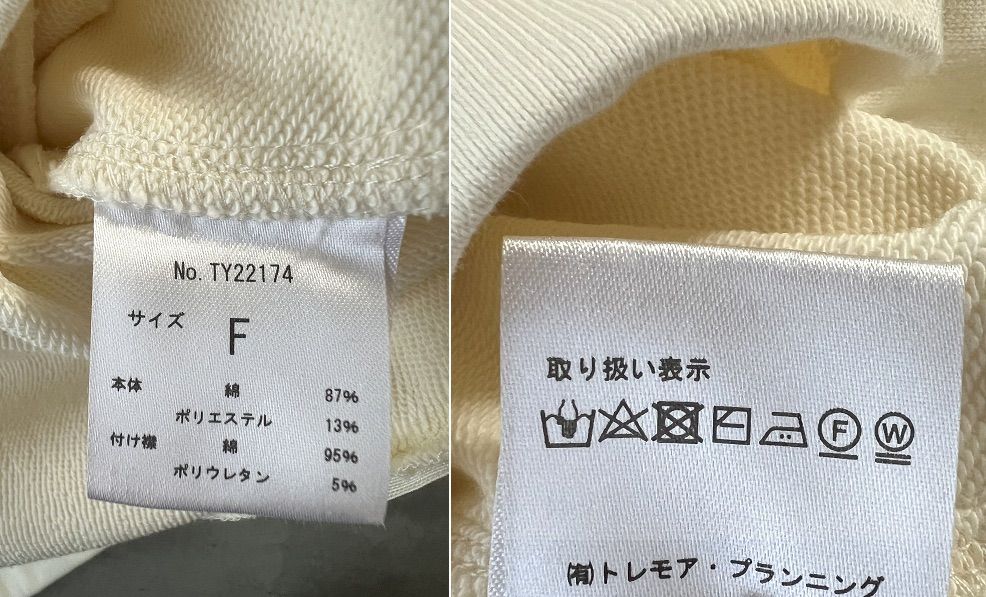 No. TY22174
サイズ F
本体 綿 87%
ポリエステル 13%
付け襟 綿 95%
ポリウレタン 5%
取り扱い表示
F W
㈲トレモア・プランニング